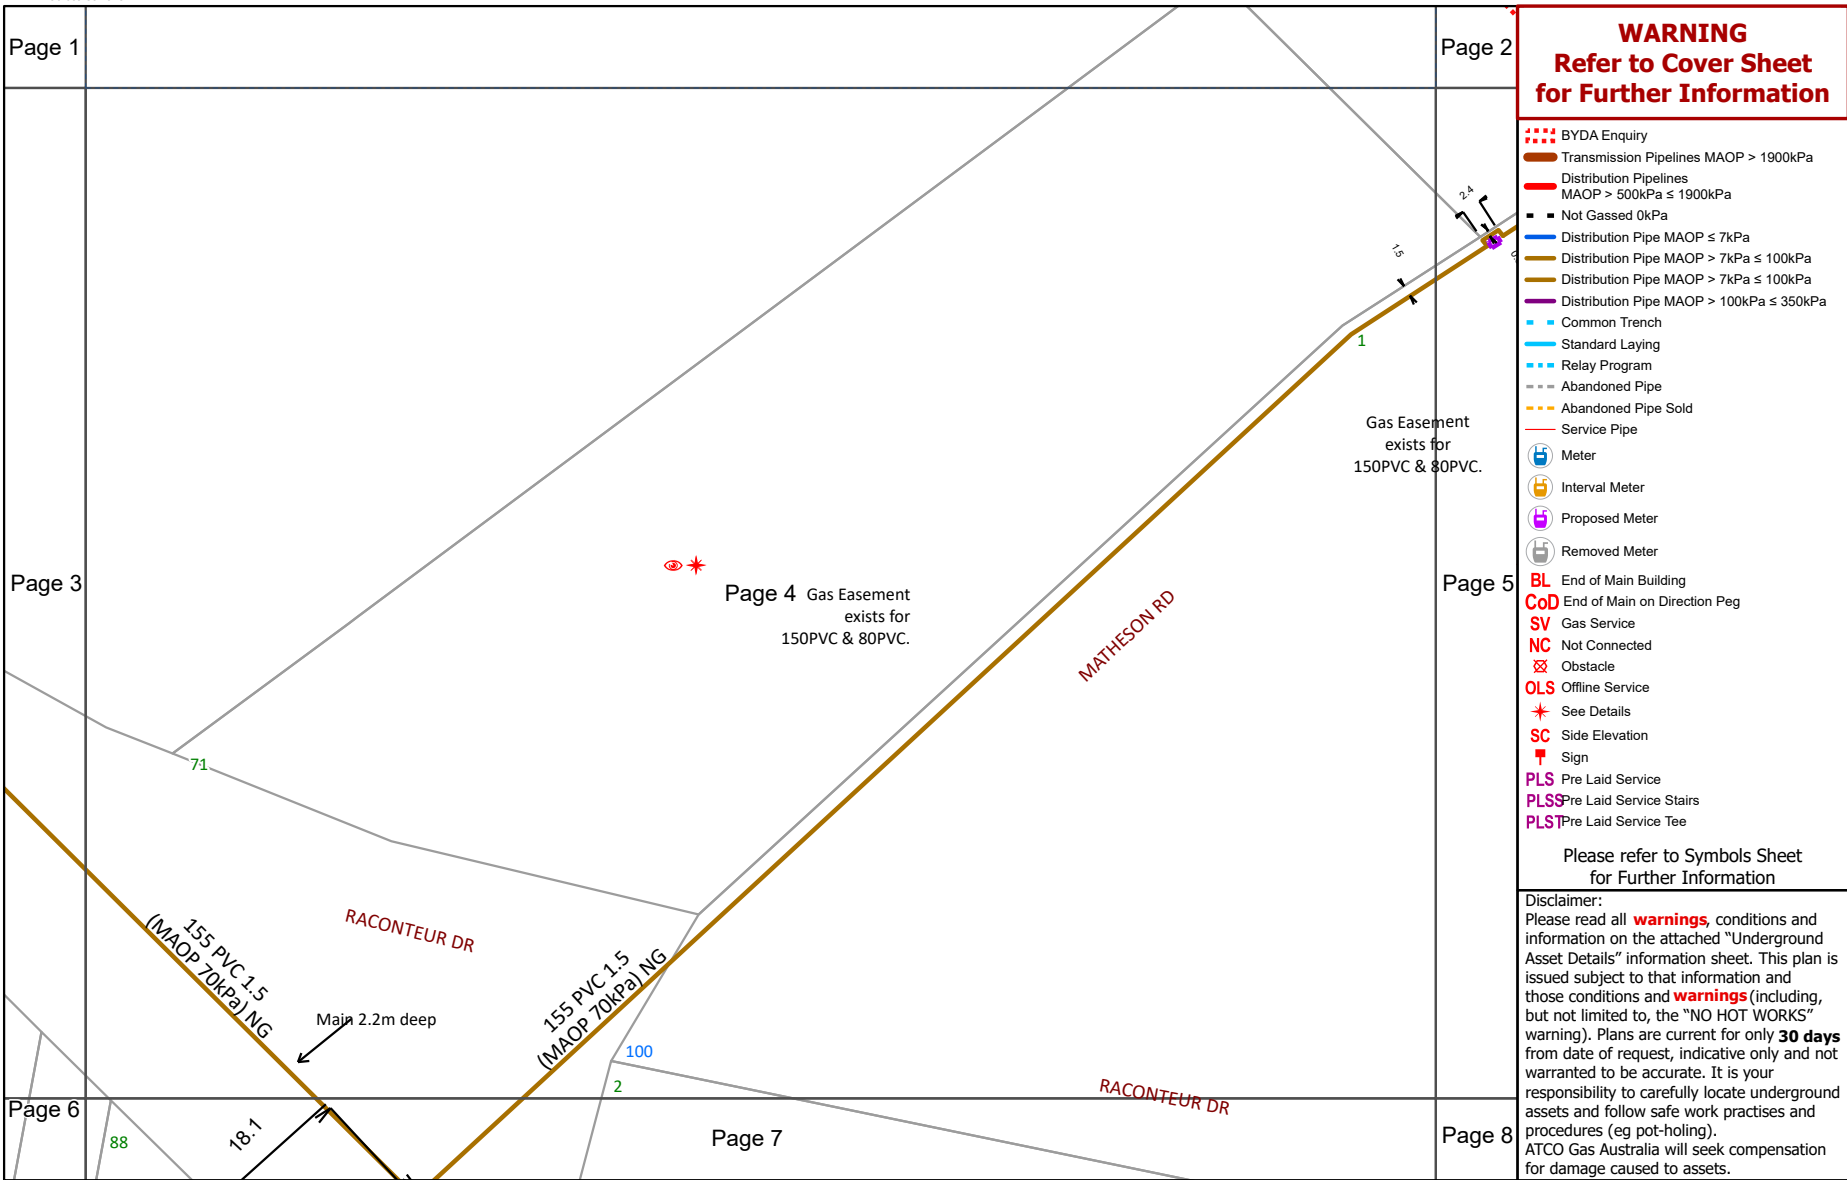 Page 1
Page 2
2.4
1.5
1
Gas Easement
exists for
150PVC & 80PVC.
Page 3
Page 4
Gas Easement
exists for
150PVC & 80PVC.
Page 5
MATHESON RD
71
RACONTEUR DR
155 PVC 1.5
(MAOP 70kPa) NG
155 PVC 1.5
(MAOP 70kPa) NG
Main 2.2m deep
100
2
RACONTEUR DR
Page 6
88
18.1
Page 7
Page 8
WARNING
Refer to Cover Sheet
for Further Information
BYDA Enquiry
Transmission Pipelines MAOP > 1900kPa
Distribution Pipelines
MAOP > 500kPa ≤ 1900kPa
Not Gassed 0kPa
Distribution Pipe MAOP ≤ 7kPa
Distribution Pipe MAOP > 7kPa ≤ 100kPa
Distribution Pipe MAOP > 7kPa ≤ 100kPa
Distribution Pipe MAOP > 100kPa ≤ 350kPa
Common Trench
Standard Laying
Relay Program
Abandoned Pipe
Abandoned Pipe Sold
Service Pipe
Meter
Interval Meter
Proposed Meter
Removed Meter
BL End of Main Building
CoD End of Main on Direction Peg
SV Gas Service
NC Not Connected
Obstacle
OLS Offline Service
See Details
SC Side Elevation
Sign
PLS Pre Laid Service
PLSS Pre Laid Service Stairs
PLST Pre Laid Service Tee
Please refer to Symbols Sheet
for Further Information
Disclaimer:
Please read all warnings, conditions and
information on the attached “Underground
Asset Details” information sheet. This plan is
issued subject to that information and
those conditions and warnings (including,
but not limited to, the “NO HOT WORKS”
warning). Plans are current for only 30 days
from date of request, indicative only and not
warranted to be accurate. It is your
responsibility to carefully locate underground
assets and follow safe work practises and
procedures (eg pot-holing).
ATCO Gas Australia will seek compensation
for damage caused to assets.